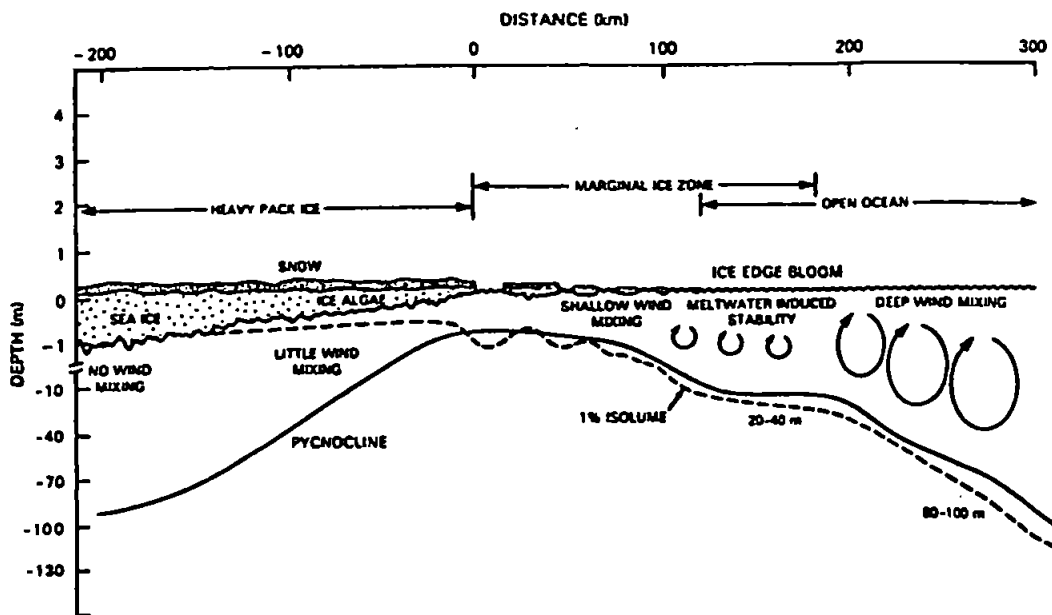 DISTANCE (km)
-200 -100 0 100 200 300
4
3
2
1
0
-1
-10
-40
-70
-100
-130
DEPTH (m)
MARGINAL ICE ZONE
HEAVY PACK ICE
OPEN OCEAN
SNOW
ICE EDGE BLOOM
ICE ALGAE
SEA ICE
SHALLOW WIND
MIXING
MELTWATER INDUCED
STABILITY
DEEP WIND MIXING
NO WIND
MIXING
LITTLE WIND
MIXING
1% ISOLUME
20-40 m
PYCNOCLINE
80-100 m